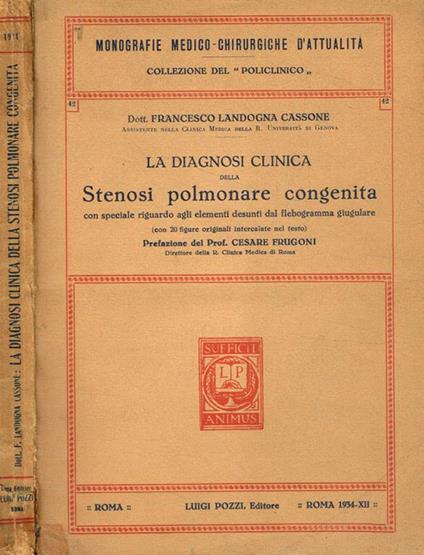 MONOGRAFIE MEDICO-CHIRURGICHE D'ATTUALITÀ
COLLEZIONE DEL "POLICLINICO„
42
42
Dott. FRANCESCO LANDOGNA CASSONE
ASSISTENTE NELLA CLINICA MEDICA DELLA R. UNIVERSITÀ DI GENOVA
LA DIAGNOSI CLINICA
DELLA
Stenosi polmonare congenita
con speciale riguardo agli elementi desunti dal flebogramma giugulare
(con 20 figure originali intercalate nel testo)
Prefazione del Prof. CESARE FRUGONI
Direttore della R. Clinica Medica di Roma
SUFFICIT
L P
ANIMUS
:: ROMA ::
LUIGI POZZI, Editore
:: ROMA 1934-XII ::
DOTT. F. LANDOGNA CASSONE: LA DIAGNOSI CLINICA DELLA STENOSI POLMONARE CONGENITA
LUIGI POZZI
ROMA